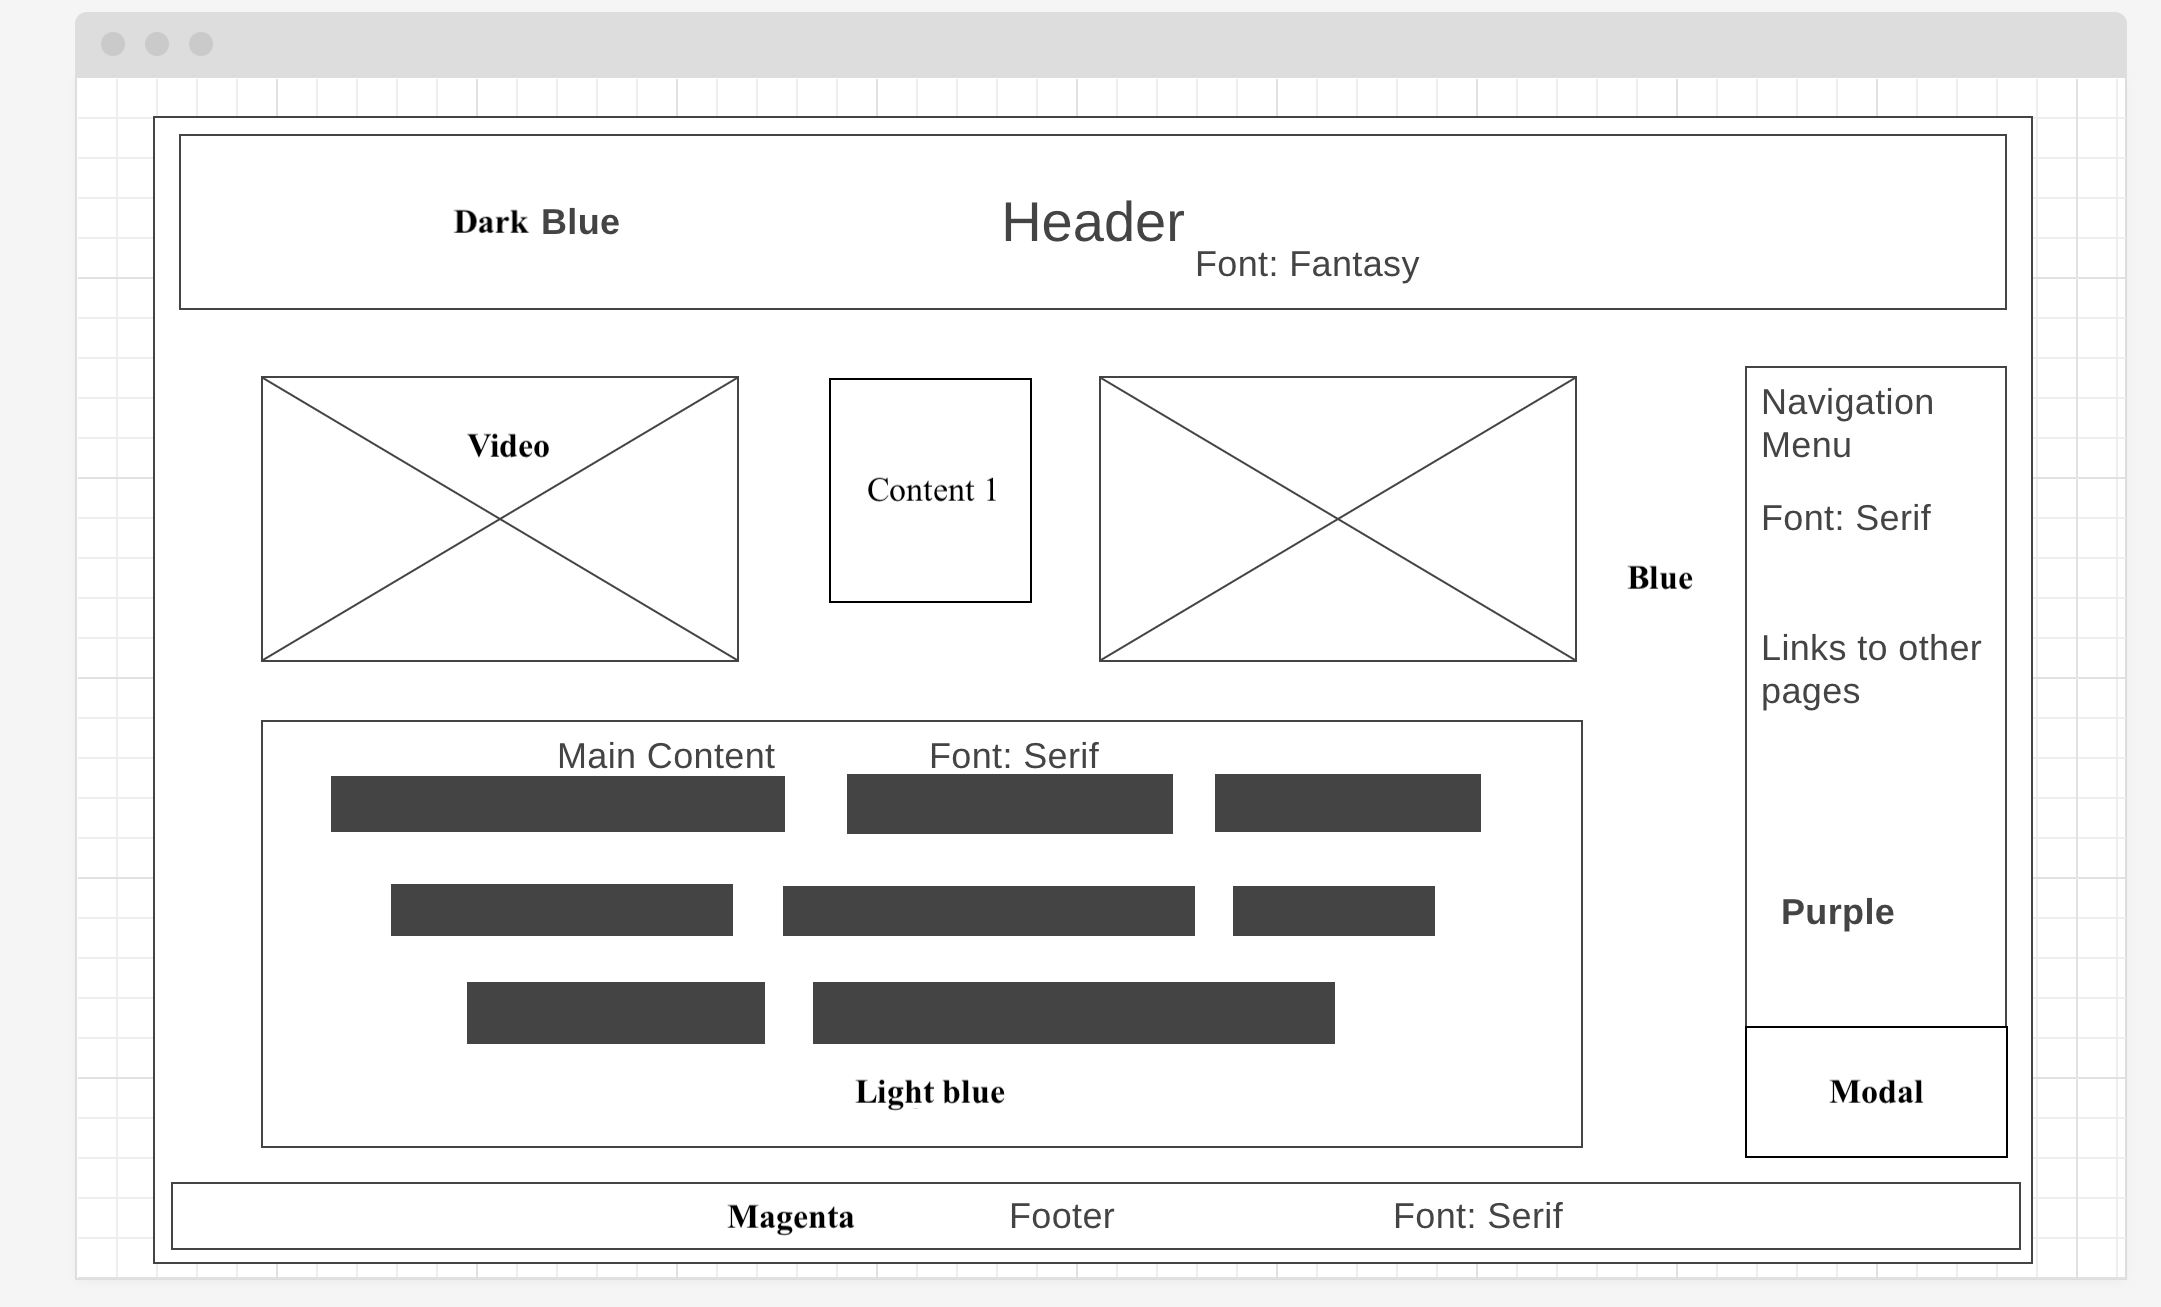 Dark Blue
Header
Font: Fantasy
Video
Content 1
Blue
Navigation
Menu
Font: Serif
Links to other
pages
Purple
Modal
Main Content
Font: Serif
Light blue
Magenta
Footer
Font: Serif